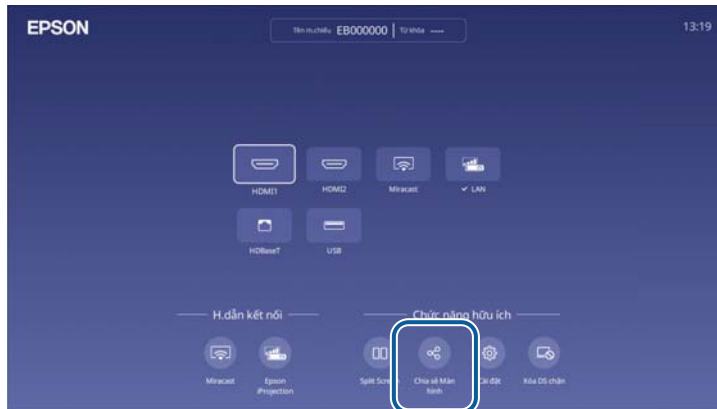 EPSON
Tên m.chiếu EB000000 | Từ khóa ----
13:19
HDMI1 HDMI2 Miracast ✓ LAN
HDBaseT USB
H.dẫn kết nối Chức năng hữu ích
Miracast Epson iProjection Split Screen Chia sẻ Màn hình Cài đặt Xóa DS chặn